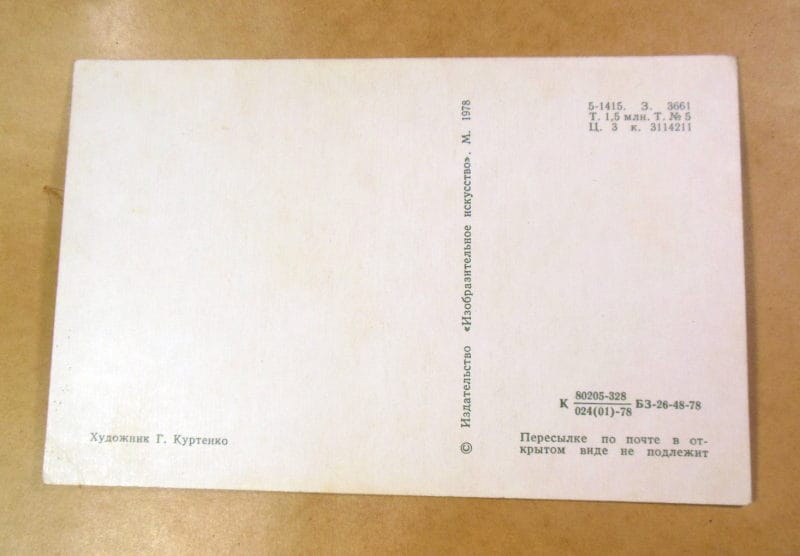 5-1415. З. 3661
Т. 1,5 млн. Т. № 5
Ц. 3 к. 3114211
© Издательство «Изобразительное искусство». М. 1978
К 80205-328 БЗ-26-48-78
024(01)-78
Художник Г. Куртенко
Пересылке по почте в от-
крытом виде не подлежит